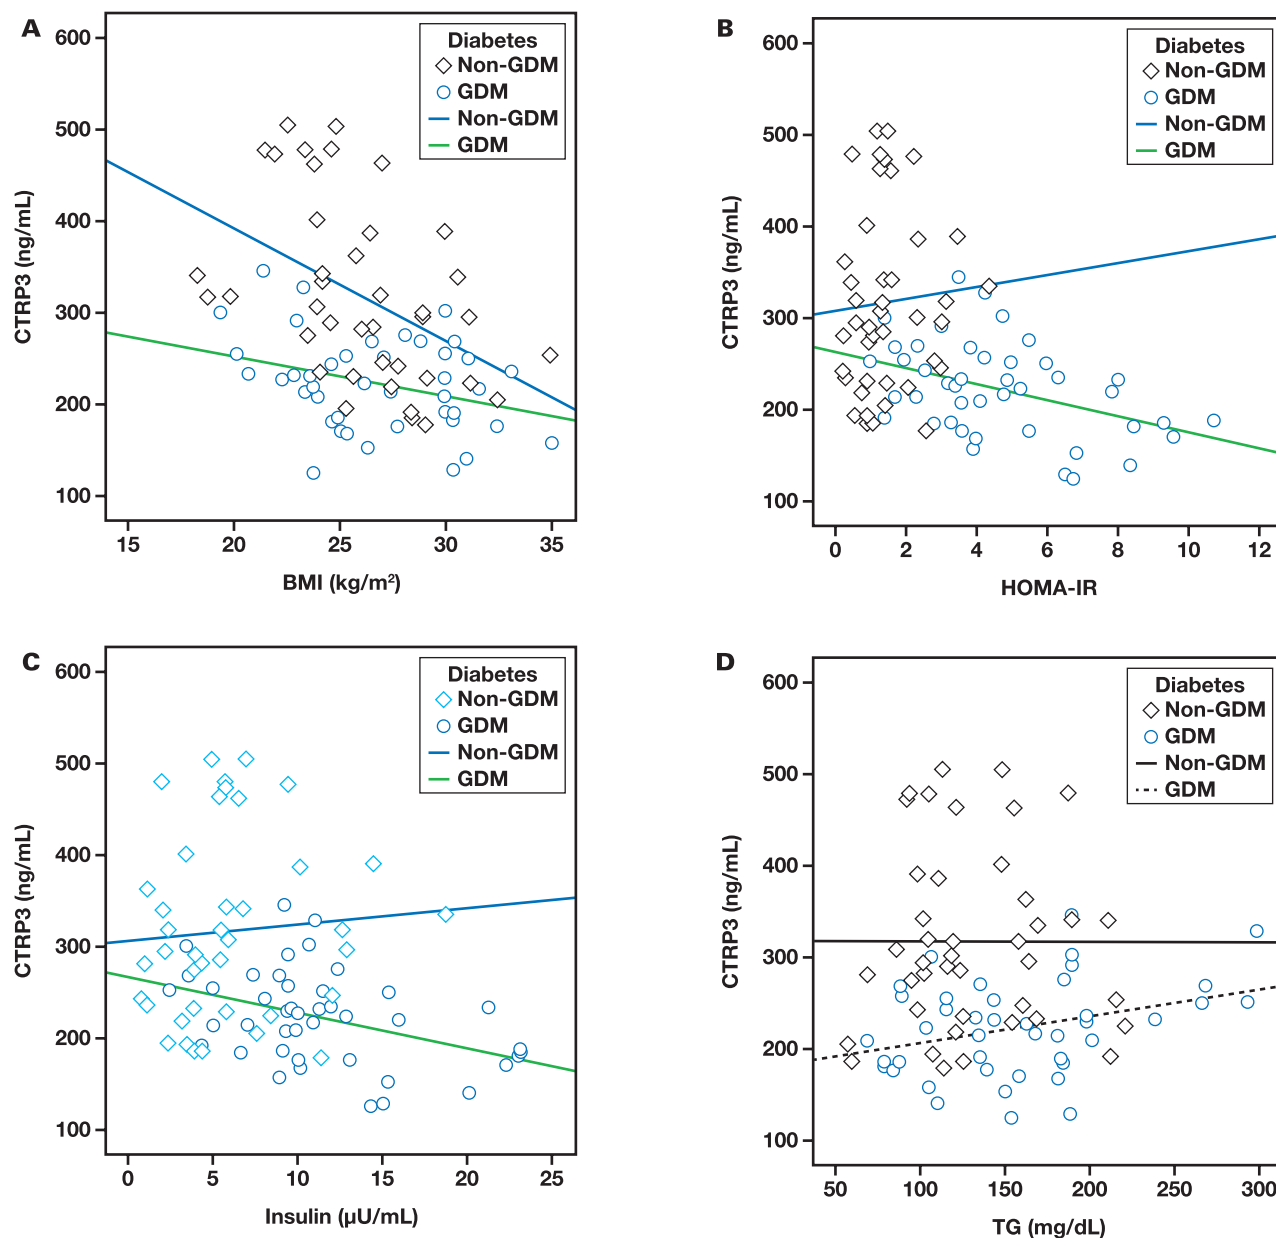 A
600
500
400
300
200
100
CTRP3 (ng/mL)
15 20 25 30 35
BMI (kg/m²)
Diabetes
Non-GDM
GDM
Non-GDM
GDM
B
600
500
400
300
200
100
CTRP3 (ng/mL)
0 2 4 6 8 10 12
HOMA-IR
Diabetes
Non-GDM
GDM
Non-GDM
GDM
C
600
500
400
300
200
100
CTRP3 (ng/mL)
0 5 10 15 20 25
Insulin (µU/mL)
Diabetes
Non-GDM
GDM
Non-GDM
GDM
D
600
500
400
300
200
100
CTRP3 (ng/mL)
50 100 150 200 250 300
TG (mg/dL)
Diabetes
Non-GDM
GDM
Non-GDM
GDM